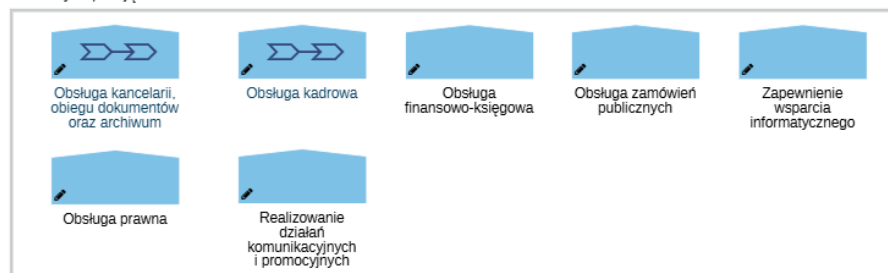 Obsługa kancelarii,
obiegu dokumentów
oraz archiwum
Obsługa kadrowa
Obsługa
finansowo-księgowa
Obsługa zamówień
publicznych
Zapewnienie
wsparcia
informatycznego
Obsługa prawna
Realizowanie
działań
komunikacyjnych
i promocyjnych